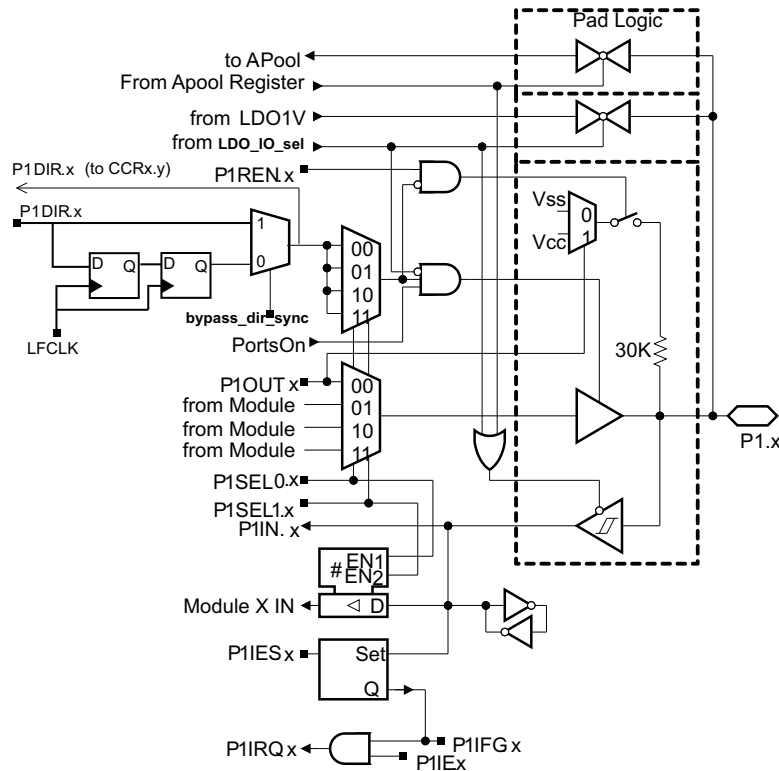 Pad Logic
to APool
From Apool Register
from LDO1V
from LDO_IO_sel
P1DIR.x (to CCRx.y)
P1REN.x
P1DIR.x
Vss
0
Vcc
1
1
0
D Q
D Q
00
01
10
11
bypass_dir_sync
LFCLK
PortsOn
30K
P1OUT x
00
from Module
01
from Module
10
from Module
11
P1.x
P1SEL0.x
P1SEL1.x
P1IN. x
EN1
# EN2
Module X IN
D
P1IES x
Set
Q
P1IRQ x
P1IFG x
P1IEx